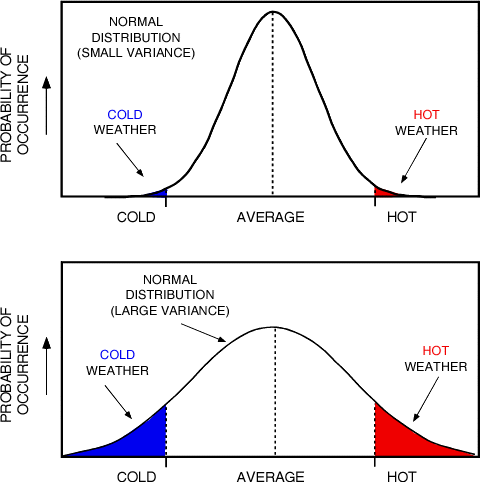 NORMAL
DISTRIBUTION
(SMALL VARIANCE)
PROBABILITY OF
OCCURRENCE
COLD
WEATHER
HOT
WEATHER
COLD
AVERAGE
HOT
NORMAL
DISTRIBUTION
(LARGE VARIANCE)
PROBABILITY OF
OCCURRENCE
COLD
WEATHER
HOT
WEATHER
COLD
AVERAGE
HOT